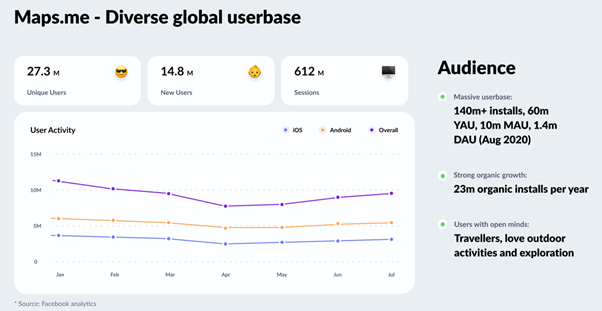 Maps.me - Diverse global userbase
27.3 M
Unique Users
14.8 M
New Users
612 M
Sessions
User Activity
iOS
Android
Overall
15M
10M
5M
0
Jan
Feb
Mar
Apr
May
Jun
Jul
* Source: Facebook analytics
Audience
Massive userbase:
140m+ installs, 60m
YAU, 10m MAU, 1.4m
DAU (Aug 2020)
Strong organic growth:
23m organic installs per year
Users with open minds:
Travellers, love outdoor
activities and exploration